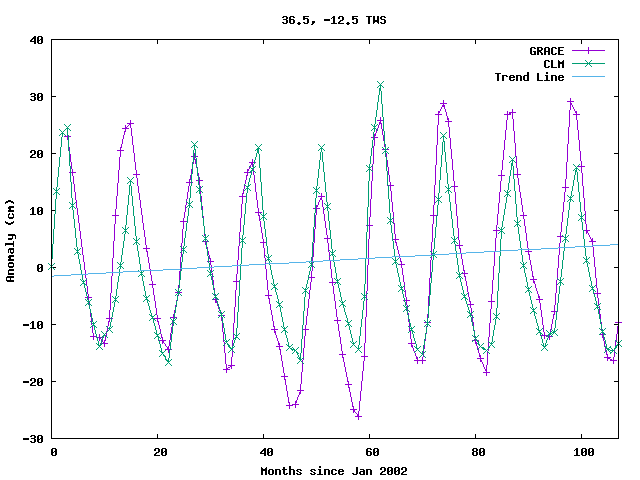 36.5, -12.5 TWS
GRACE
CLM
Trend Line
40
30
20
10
0
-10
-20
-30
Anomaly (cm)
0 20 40 60 80 100
Months since Jan 2002